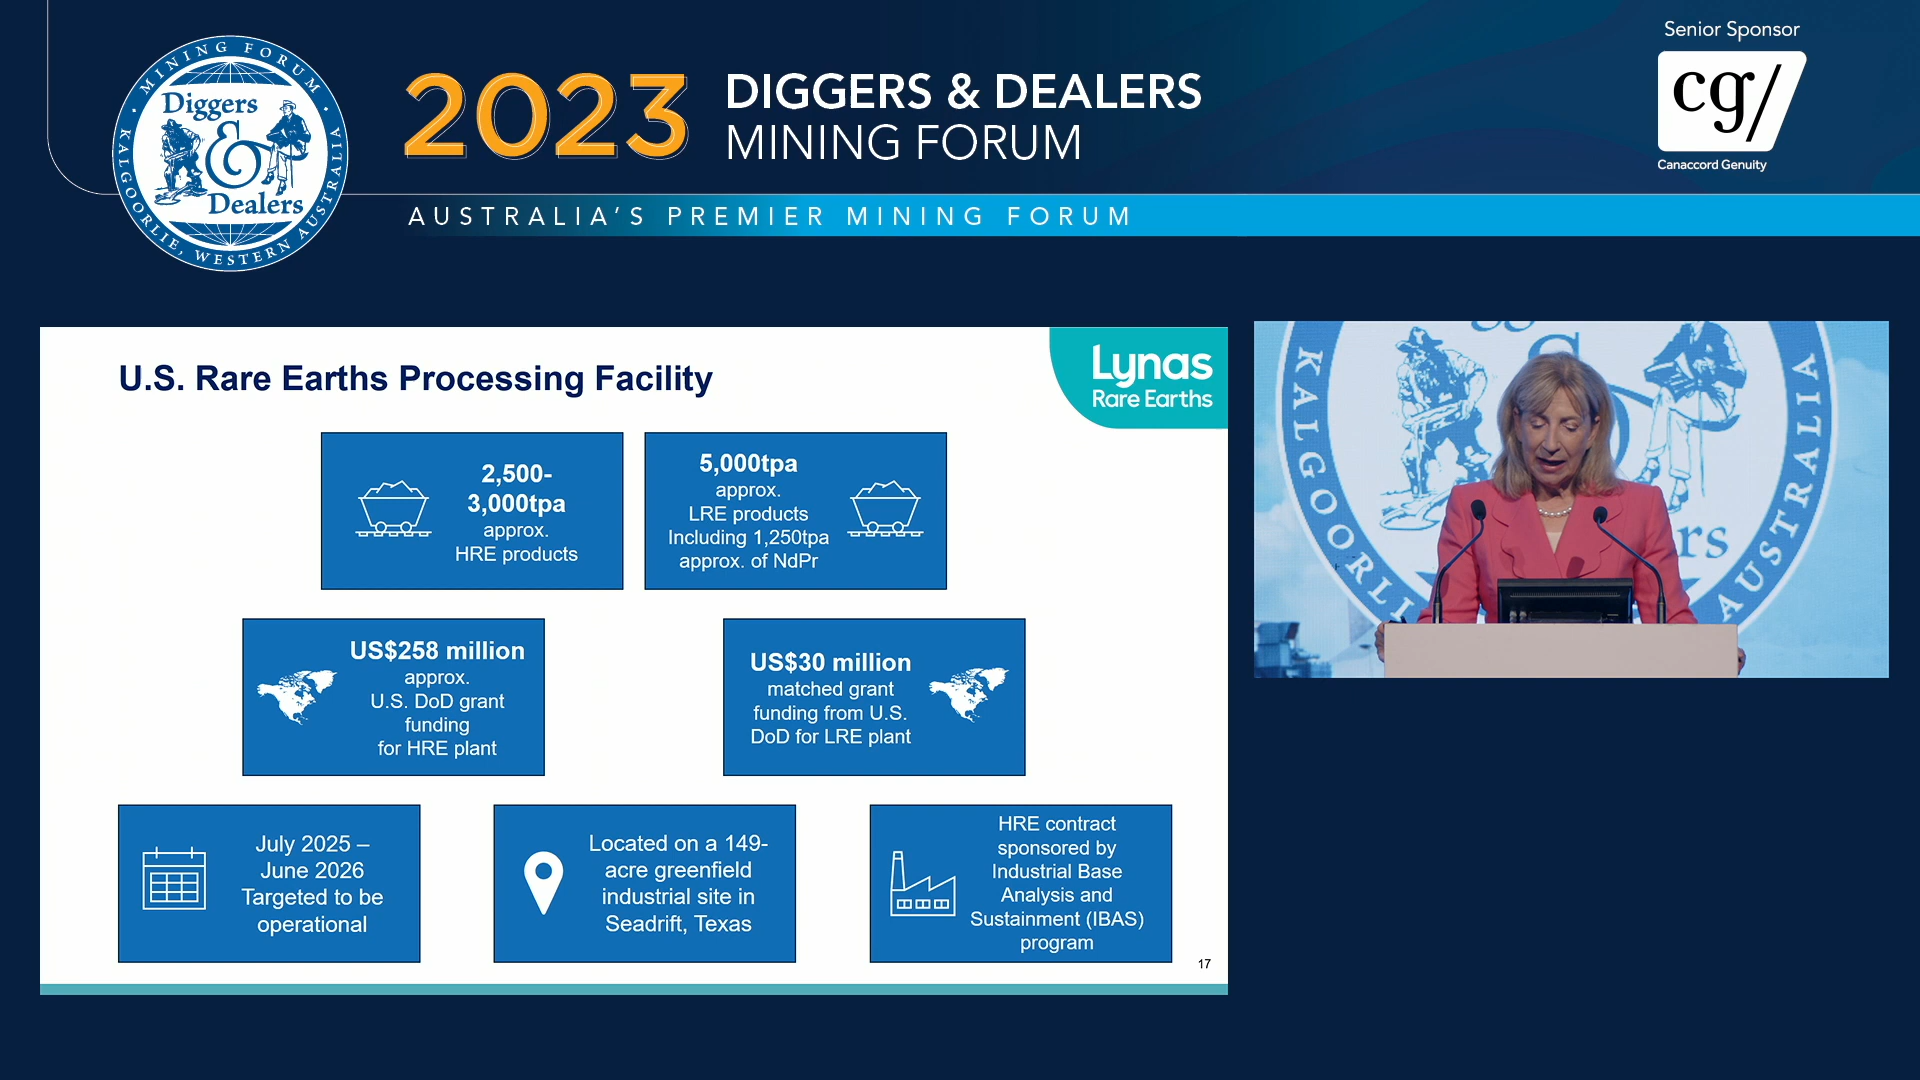 Senior Sponsor
cg/
Canaccord Genuity
MINING FORUM
Diggers
&
Dealers
KALGOORLIE, WESTERN AUSTRALIA
2023
DIGGERS & DEALERS
MINING FORUM
AUSTRALIA'S PREMIER MINING FORUM
U.S. Rare Earths Processing Facility
Lynas
Rare Earths
2,500-
3,000tpa
approx.
HRE products
5,000tpa
approx.
LRE products
Including 1,250tpa
approx. of NdPr
US$258 million
approx.
U.S. DoD grant
funding
for HRE plant
US$30 million
matched grant
funding from U.S.
DoD for LRE plant
July 2025 –
June 2026
Targeted to be
operational
Located on a 149-
acre greenfield
industrial site in
Seadrift, Texas
HRE contract
sponsored by
Industrial Base
Analysis and
Sustainment (IBAS)
program
17
KALGOORLI
rs
AUSTRALIA